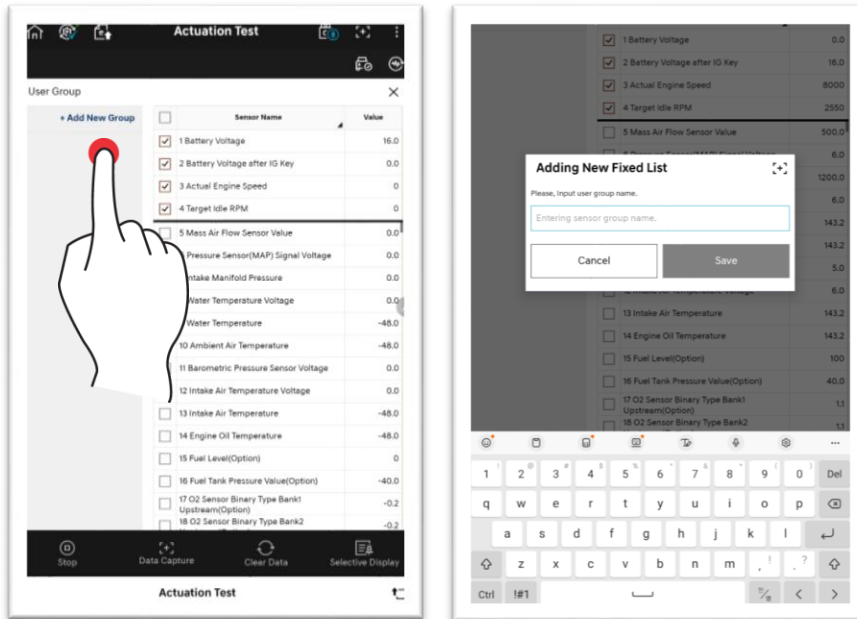 Actuation Test
User Group
+ Add New Group
Sensor Name Value
1 Battery Voltage 16.0
2 Battery Voltage after IG Key 0.0
3 Actual Engine Speed 0
4 Target Idle RPM 0
5 Mass Air Flow Sensor Value 0.0
Pressure Sensor(MAP) Signal Voltage 0.0
Intake Manifold Pressure 0.0
Water Temperature Voltage 0.0
Water Temperature -48.0
10 Ambient Air Temperature -48.0
11 Barometric Pressure Sensor Voltage 0.0
12 Intake Air Temperature Voltage 0.0
13 Intake Air Temperature -48.0
14 Engine Oil Temperature -48.0
15 Fuel Level(Option) 0
16 Fuel Tank Pressure Value(Option) -40.0
17 O2 Sensor Binary Type Bank1
Upstream(Option) -0.2
18 O2 Sensor Binary Type Bank2 -0.2
Stop Data Capture Clear Data Selective Display
Actuation Test
1 Battery Voltage 0.0
2 Battery Voltage after IG Key 16.0
3 Actual Engine Speed 8000
4 Target Idle RPM 2550
5 Mass Air Flow Sensor Value 500.0
6.0
1200.0
6.0
143.2
143.2
5.0
6.0
Adding New Fixed List
Please, Input user group name.
Entering sensor group name.
Cancel Save
13 Intake Air Temperature 143.2
14 Engine Oil Temperature 143.2
15 Fuel Level(Option) 100
16 Fuel Tank Pressure Value(Option) 40.0
17 O2 Sensor Binary Type Bank1
Upstream(Option) 1.1
18 O2 Sensor Binary Type Bank2 1.1
1 2 3 4 5 6 7 8 9 0 Del
q w e r t y u i o p
a s d f g h j k l
z x c v b n m , ! . ?
Ctrl !#1 < >